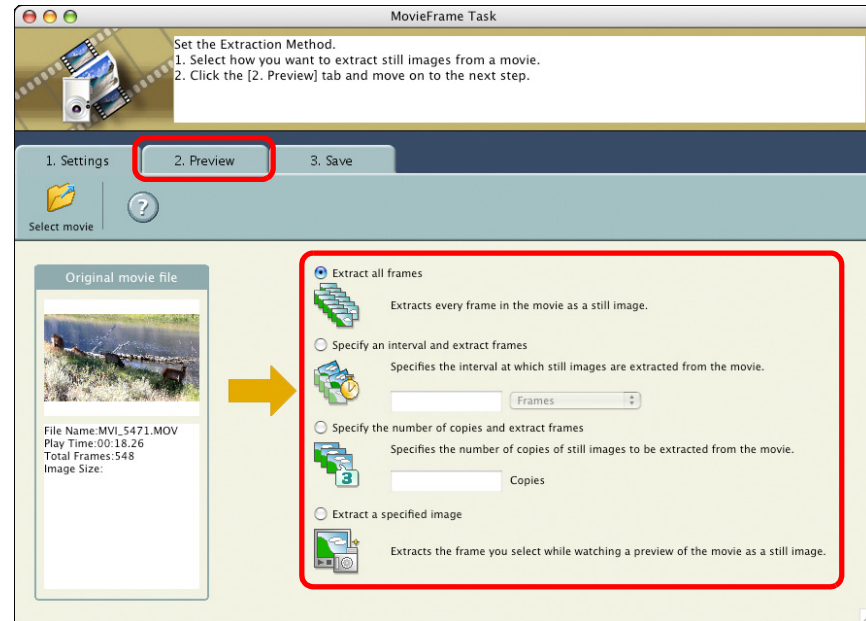 MovieFrame Task
Set the Extraction Method.
1. Select how you want to extract still images from a movie.
2. Click the [2. Preview] tab and move on to the next step.
1. Settings
2. Preview
3. Save
Select movie
?
Original movie file
File Name:MVI_5471.MOV
Play Time:00:18.26
Total Frames:548
Image Size:
Extract all frames
Extracts every frame in the movie as a still image.
Specify an interval and extract frames
Specifies the interval at which still images are extracted from the movie.
Frames
Specify the number of copies and extract frames
Specifies the number of copies of still images to be extracted from the movie.
3
Copies
Extract a specified image
Extracts the frame you select while watching a preview of the movie as a still image.